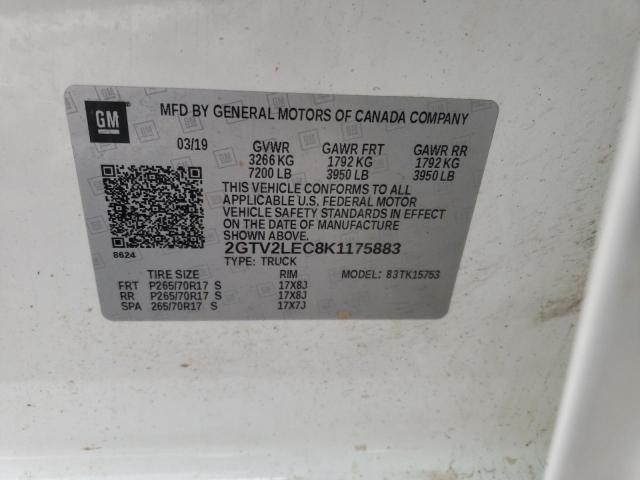 GM MFD BY GENERAL MOTORS OF CANADA COMPANY
03/19 GVWR GAWR FRT GAWR RR
3266 KG 1792 KG 1792 KG
7200 LB 3950 LB 3950 LB
THIS VEHICLE CONFORMS TO ALL
APPLICABLE U.S. FEDERAL MOTOR
VEHICLE SAFETY STANDARDS IN EFFECT
ON THE DATE OF MANUFACTURE
SHOWN ABOVE.
8624 2GTV2LEC8K1175883
TYPE: TRUCK
TIRE SIZE RIM MODEL: 83TK15753
FRT P265/70R17 S 17X8J
RR P265/70R17 S 17X8J
SPA 265/70R17 S 17X7J